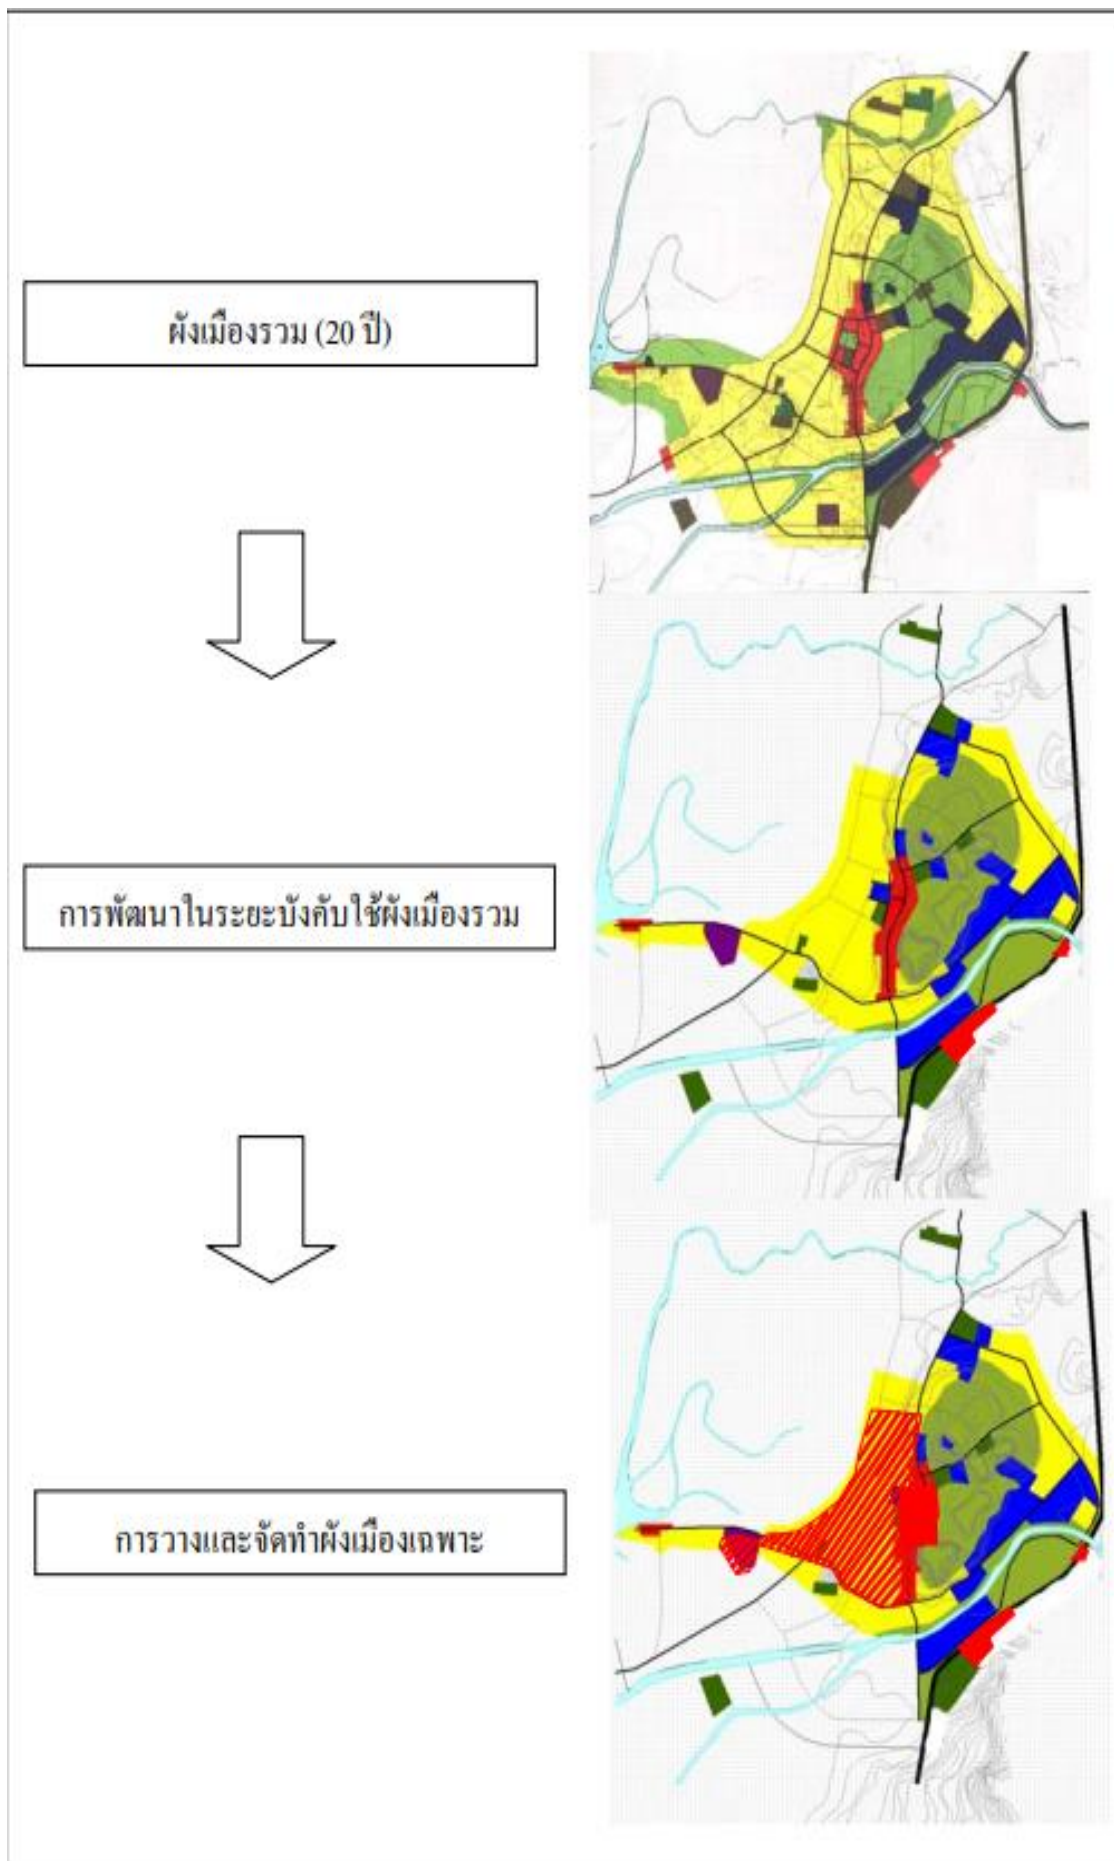 ผังเมืองรวม (20 ปี)
การพัฒนาในระยะบังคับใช้ผังเมืองรวม
การวางและจัดทำผังเมืองเฉพาะ